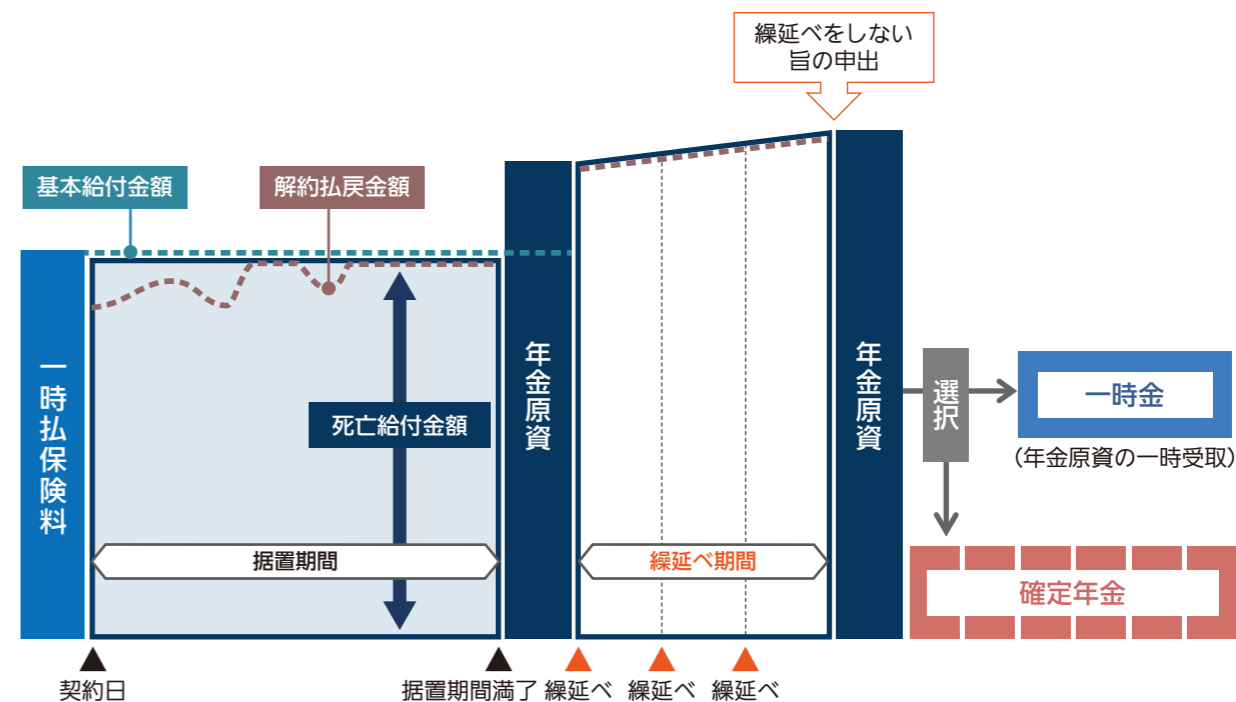 繰延べをしない
旨の申出
基本給付金額
解約払戻金額
一時払保険料
死亡給付金額
年金原資
年金原資
選択
一時金
(年金原資の一時受取)
据置期間
繰延べ期間
確定年金
契約日
据置期間満了
繰延べ
繰延べ
繰延べ